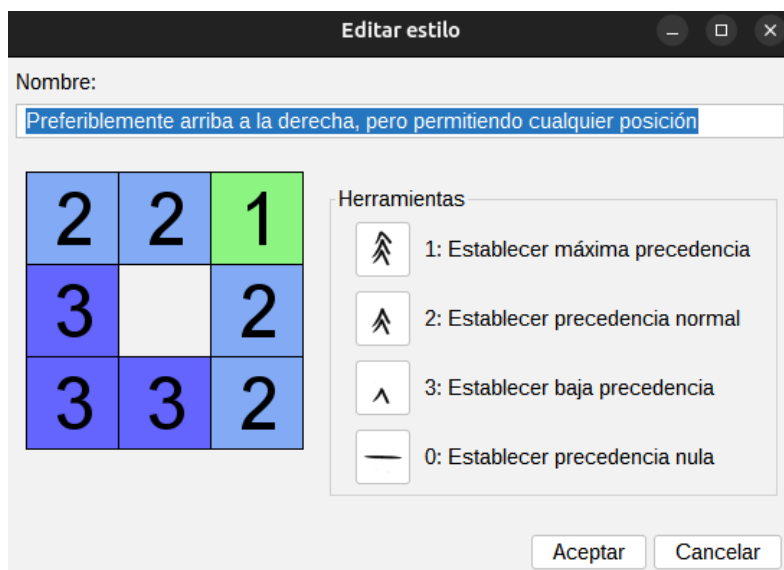 Editar estilo
Nombre:
Preferiblemente arriba a la derecha, pero permitiendo cualquier posición
2 2 1
3 2
3 3 2
Herramientas
1: Establecer máxima precedencia
2: Establecer precedencia normal
3: Establecer baja precedencia
0: Establecer precedencia nula
Aceptar Cancelar